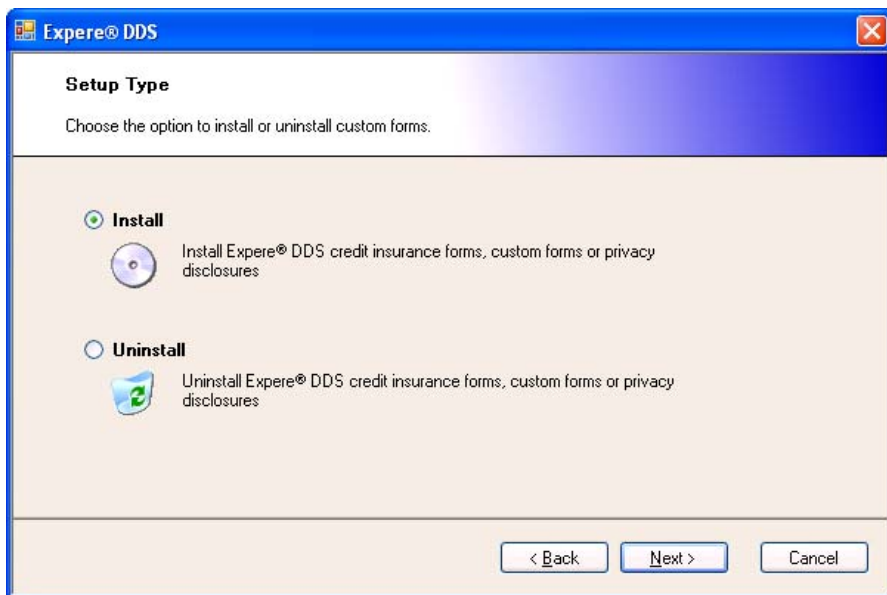 Expere® DDS
Setup Type
Choose the option to install or uninstall custom forms.
Install
Install Expere® DDS credit insurance forms, custom forms or privacy
disclosures
Uninstall
Uninstall Expere® DDS credit insurance forms, custom forms or privacy
disclosures
< Back
Next >
Cancel